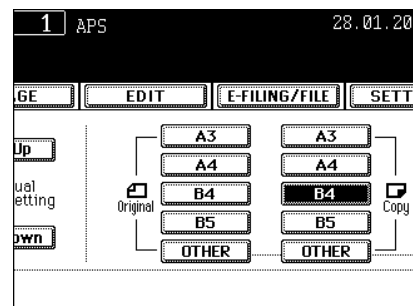 1 APS 28.01.20
.GE EDIT E-FILING/FILE SETT
A3 A3
Up A4 A4
ual B4 B4
etting Original Copy
B5 B5
own OTHER OTHER